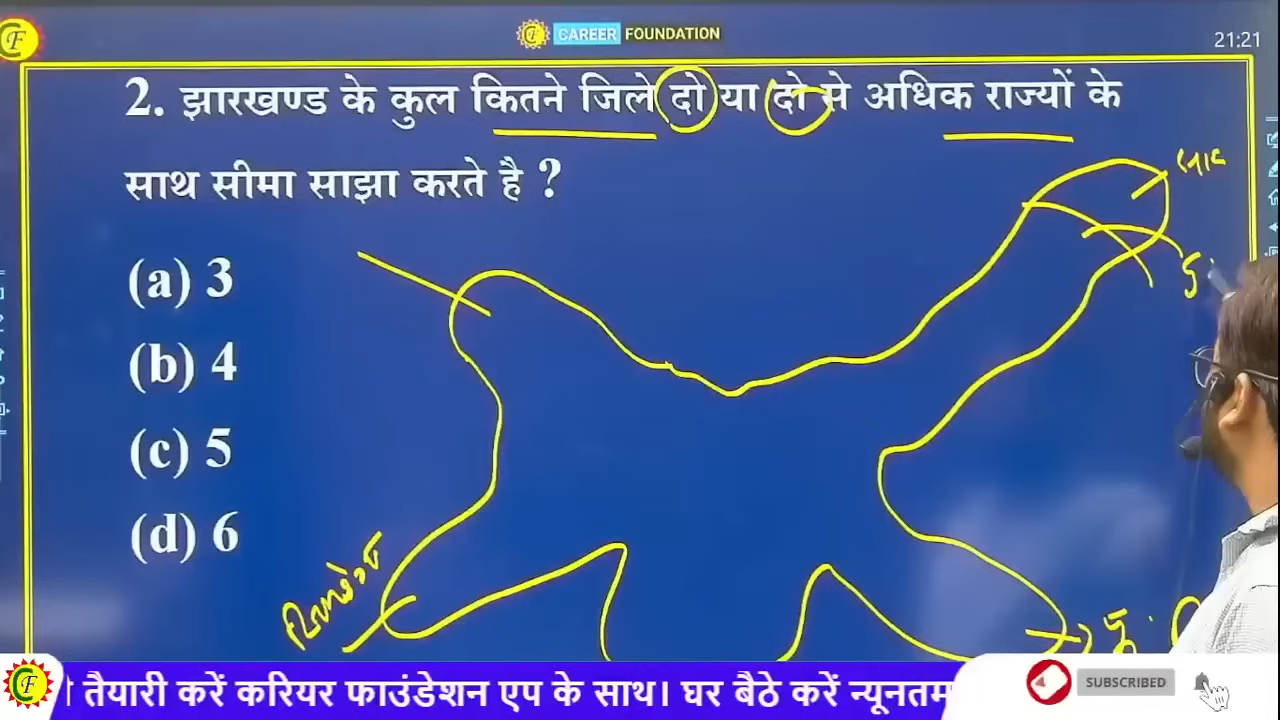 CAREER FOUNDATION
21:21
2. झारखण्ड के कुल कितने जिले दो या दो से अधिक राज्यों के
साथ सीमा साझा करते है ?
(a) 3
(b) 4
(c) 5
(d) 6
तैयारी करें करियर फाउंडेशन एप के साथ। घर बैठे करें न्यूनतम
SUBSCRIBED